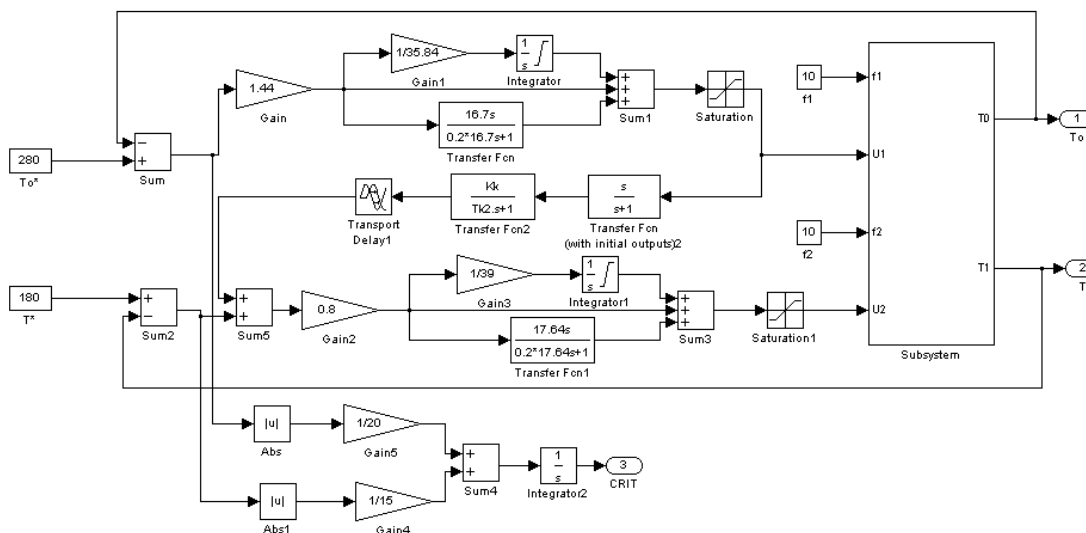 1/35.84
Gain1
1
s
Integrator
1.44
Gain
16.7s
0.2*16.7s+1
Transfer Fcn
+
+
+
Sum1
Saturation
10
f1
f1
T0
1
To
280
To*
−
+
Sum
U1
Transport
Delay1
Kk
Tk2.s+1
Transfer Fcn2
s
s+1
Transfer Fcn
(with initial outputs)2
10
f2
f2
T1
2
T
180
T*
+
−
Sum2
+
+
Sum5
0.8
Gain2
1/39
Gain3
1
s
Integrator1
17.64s
0.2*17.64s+1
Transfer Fcn1
+
+
+
Sum3
Saturation1
U2
Subsystem
|u|
Abs
1/20
Gain5
+
+
Sum4
1
s
Integrator2
3
CRIT
|u|
Abs1
1/15
Gain4